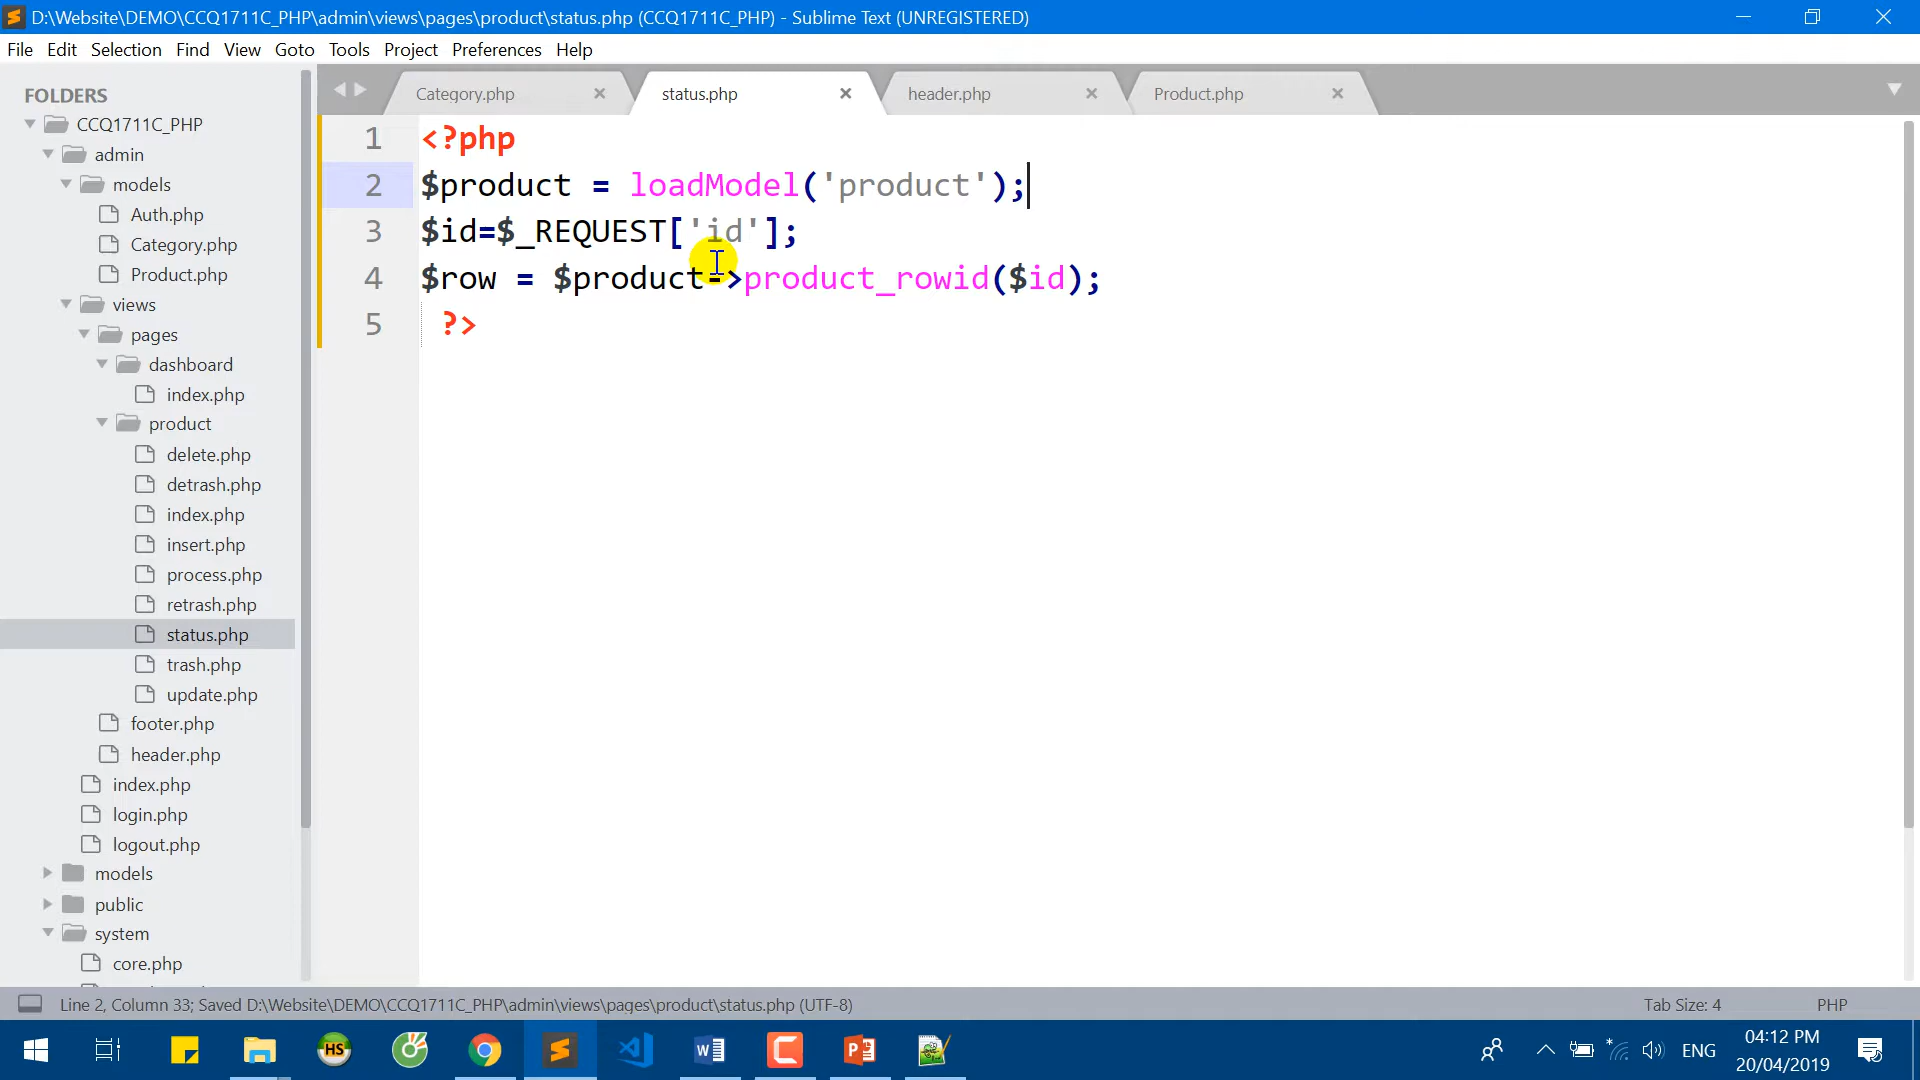 D:\Website\DEMO\CCQ1711C_PHP\admin\views\pages\product\status.php (CCQ1711C_PHP) - Sublime Text (UNREGISTERED)
File Edit Selection Find View Goto Tools Project Preferences Help
FOLDERS
CCQ1711C_PHP
admin
models
Auth.php
Category.php
Product.php
views
pages
dashboard
index.php
product
delete.php
detrash.php
index.php
insert.php
process.php
retrash.php
status.php
trash.php
update.php
footer.php
header.php
index.php
login.php
logout.php
models
public
system
core.php
Category.php status.php header.php Product.php
1 <?php
2 $product = loadModel('product');
3 $id=$_REQUEST['id'];
4 $row = $product->product_rowid($id);
5 ?>
Line 2, Column 33; Saved D:\Website\DEMO\CCQ1711C_PHP\admin\views\pages\product\status.php (UTF-8) Tab Size: 4 PHP
HS
ENG
04:12 PM
20/04/2019